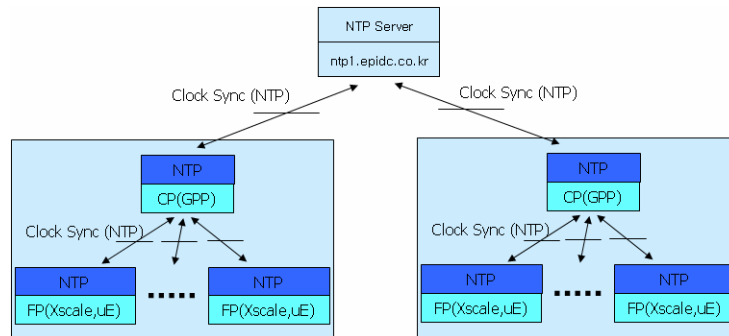 NTP Server
ntp1.epidc.co.kr
Clock Sync (NTP)
Clock Sync (NTP)
NTP
CP(GPP)
Clock Sync (NTP)
NTP
FP(Xscale,uE)
NTP
FP(Xscale,uE)
NTP
CP(GPP)
Clock Sync (NTP)
NTP
FP(Xscale,uE)
NTP
FP(Xscale,uE)